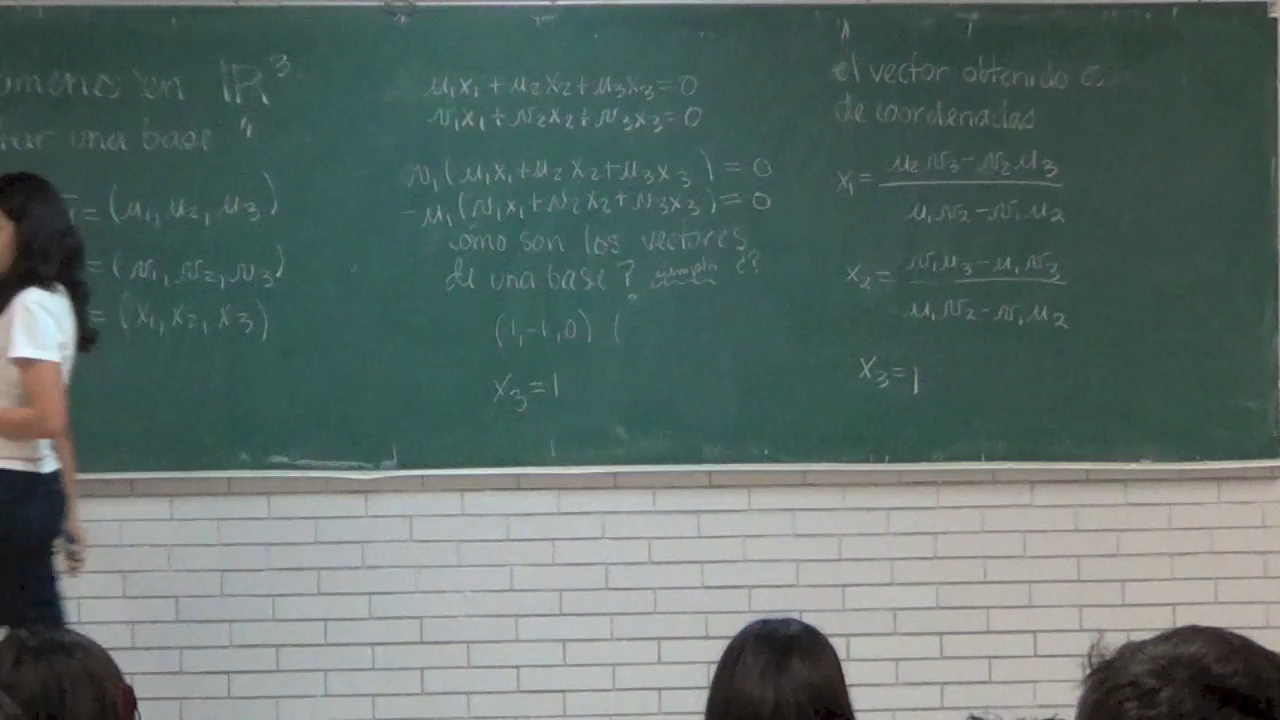 en ℝ³
una base "
= (u₁, u₂, u₃)
= (v₁, v₂, v₃)
= (x₁, x₂, x₃)
u₁x₁ + u₂x₂ + u₃x₃ = 0
v₁x₁ + v₂x₂ + v₃x₃ = 0
v₁(u₁x₁ + u₂x₂ + u₃x₃) = 0
-u₁(v₁x₁ + v₂x₂ + v₃x₃) = 0
como son los vectores
de una base? ejemplo ??
(1, -1, 0) (
x₃ = 1
el vector obtenido
de coordenadas
x₁ = (u₂v₃ - v₂u₃) / (u₁v₂ - v₁u₂)
x₂ = (v₁u₃ - u₁v₃) / (u₁v₂ - v₁u₂)
x₃ = 1